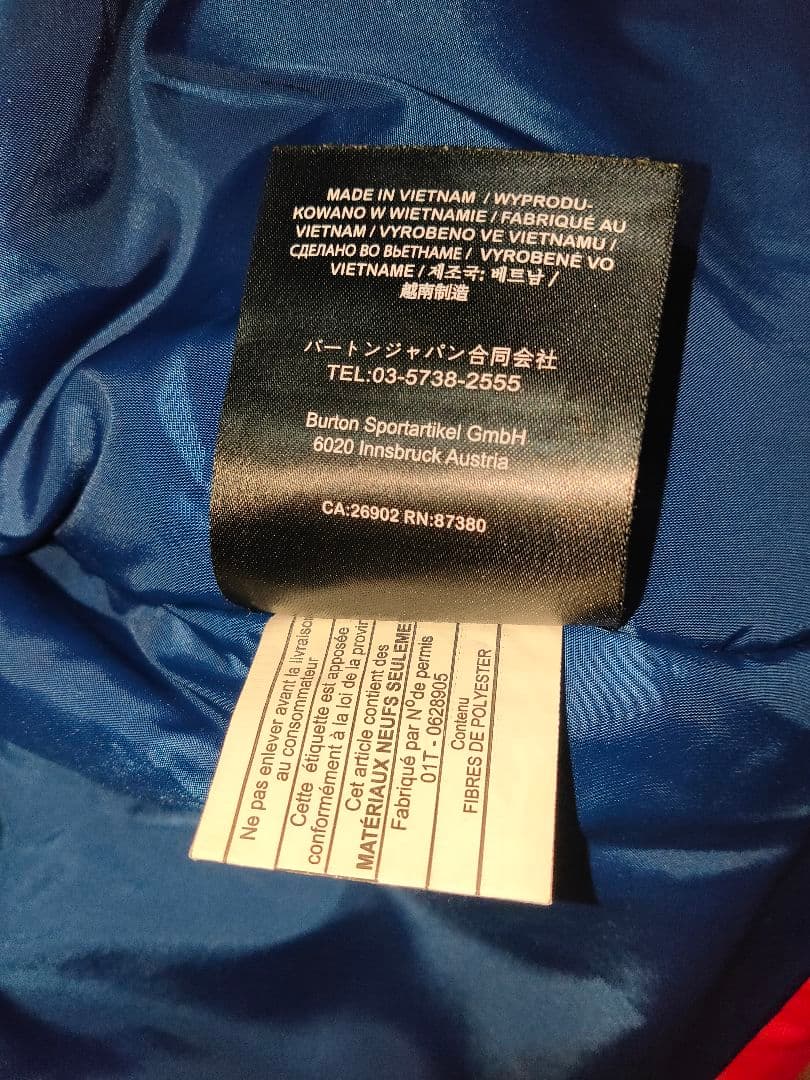 MADE IN VIETNAM / WYPRODU-
KOWANO W WIETNAMIE / FABRIQUÉ AU
VIETNAM / VYROBENO VE VIETNAMU /
СДЕЛАНО ВО ВЬЕТНАМЕ / VYROBENÉ VO
VIETNAME / 제조국: 베트남 /
越南制造
バートンジャパン合同会社
TEL:03-5738-2555
Burton Sportartikel GmbH
6020 Innsbruck Austria
CA:26902 RN:87380
Ne pas enlever avant la livraison
au consommateur
Cette étiquette est apposée
conformément à la loi de la
Cet article contient des
MATÉRIAUX NEUFS
Fabriqué par Nº de permis
01T - 0628905
Contenu
FIBRES DE POLYESTER